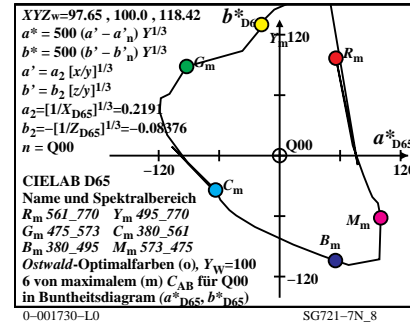 XYZw=97.65, 100.0, 118.42
a* = 500 (a' – a'n) Y1/3
b* = 500 (b' – b'n) Y1/3
a' = a2 [x/y]1/3
b' = b2 [z/y]1/3
a2=[1/XD65]1/3=0.2191
b2=–[1/ZD65]1/3=–0.08376
n = Q00
b*D65
120
Ym
Gm
Rm
Q00
a*D65
–120
120
CIELAB D65
Name und Spektralbereich
Rm 561_770 Ym 495_770
Gm 475_573 Cm 380_561
Bm 380_495 Mm 573_475
Cm
Mm
Bm
–120
Ostwald-Optimalfarben (o), YW=100
6 von maximalem (m) CAB für Q00
in Buntheitsdiagram (a*D65, b*D65)
0–001730–L0
SG721–7N_8